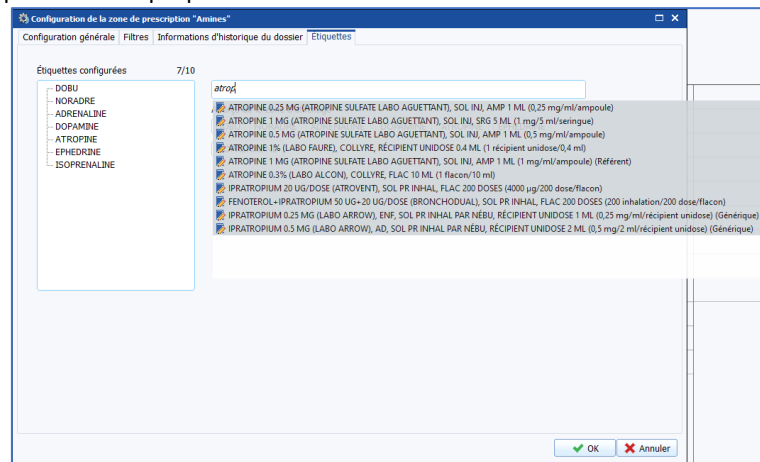 Configuration de la zone de prescription "Amines"
Configuration générale Filtres Informations d'historique du dossier Étiquettes
Étiquettes configurées 7/10
DOBU
NORADRE
ADRENALINE
DOPAMINE
ATROPINE
EPHEDRINE
ISOPRENALINE
atrop
ATROPINE 0.25 MG (ATROPINE SULFATE LABO AGUETTANT), SOL INJ, AMP 1 ML (0,25 mg/ml/ampoule)
ATROPINE 1 MG (ATROPINE SULFATE LABO AGUETTANT), SOL INJ, SRG 5 ML (1 mg/5 ml/seringue)
ATROPINE 0.5 MG (ATROPINE SULFATE LABO AGUETTANT), SOL INJ, AMP 1 ML (0,5 mg/ml/ampoule)
ATROPINE 1% (LABO FAURE), COLLYRE, RÉCIPIENT UNIDOSE 0.4 ML (1 récipient unidose/0,4 ml)
ATROPINE 1 MG (ATROPINE SULFATE LABO AGUETTANT), SOL INJ, AMP 1 ML (1 mg/ml/ampoule) (Référent)
ATROPINE 0.3% (LABO ALCON), COLLYRE, FLAC 10 ML (1 flacon/10 ml)
IPRATROPIUM 20 UG/DOSE (ATROVENT), SOL PR INHAL, FLAC 200 DOSES (4000 µg/200 dose/flacon)
FENOTEROL+IPRATROPIUM 50 UG+20 UG/DOSE (BRONCHODUAL), SOL PR INHAL, FLAC 200 DOSES (200 inhalation/200 dose/flacon)
IPRATROPIUM 0.25 MG (LABO ARROW), ENF, SOL PR INHAL PAR NÉBU, RÉCIPIENT UNIDOSE 1 ML (0,25 mg/ml/récipient unidose) (Générique)
IPRATROPIUM 0.5 MG (LABO ARROW), AD, SOL PR INHAL PAR NÉBU, RÉCIPIENT UNIDOSE 2 ML (0,5 mg/2 ml/récipient unidose) (Générique)
OK Annuler